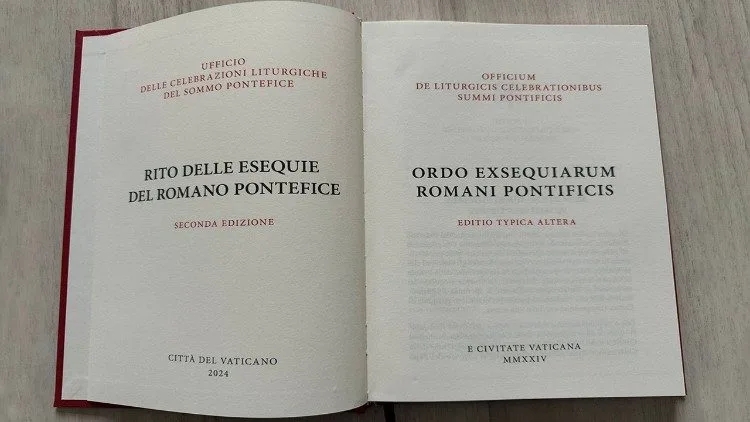 UFFICIO
DELLE CELEBRAZIONI LITURGICHE
DEL SOMMO PONTEFICE
RITO DELLE ESEQUIE
DEL ROMANO PONTEFICE
SECONDA EDIZIONE
CITTÀ DEL VATICANO
2024
OFFICIUM
DE LITURGICIS CELEBRATIONIBUS
SUMMI PONTIFICIS
ORDO EXSEQUIARUM
ROMANI PONTIFICIS
EDITIO TYPICA ALTERA
E CIVITATE VATICANA
MMXXIV